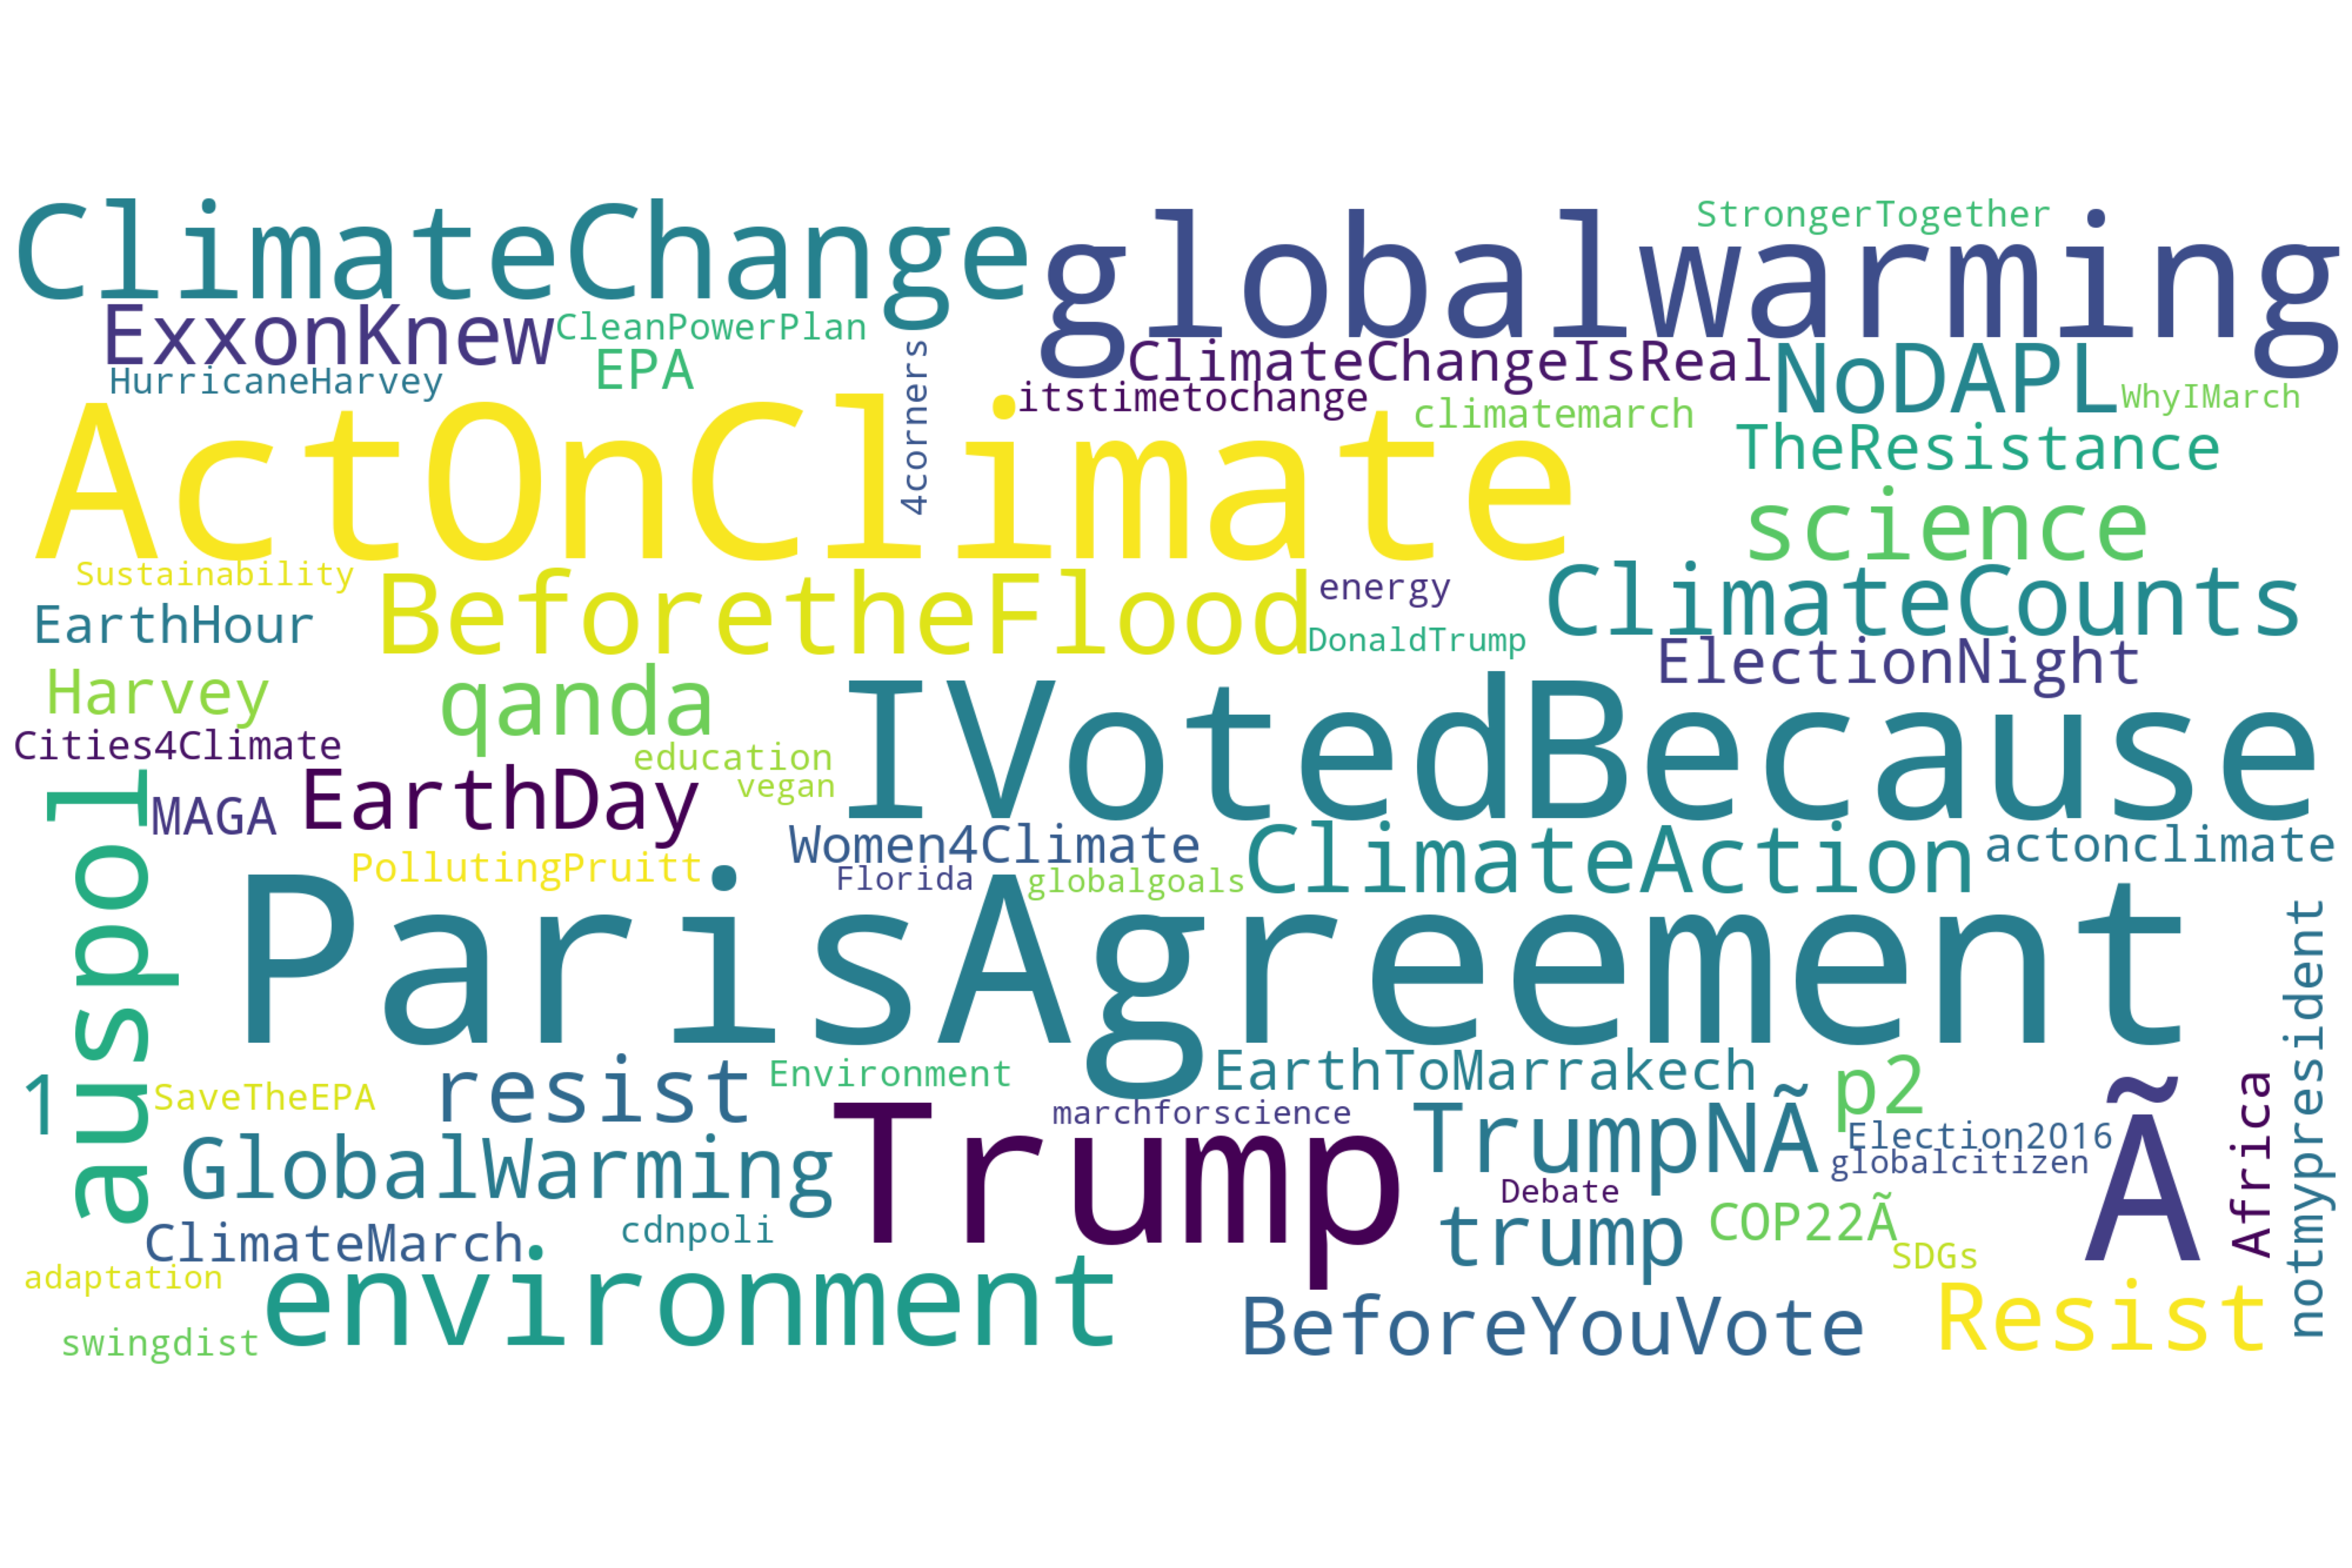 ClimateChange
globalwarming
StrongerTogether
ExxonKnew
CleanPowerPlan
EPA
HurricaneHarvey
4corners
ClimateChangeIsReal
itstimetochange
climatemarch
NoDAPL
WhyIMarch
TheResistance
ActOnClimate
science
Sustainability
BeforetheFlood
energy
ClimateCounts
EarthHour
DonaldTrump
ElectionNight
Harvey
qanda
IVotedBecause
Cities4Climate
education
vegan
auspol
MAGA
EarthDay
Women4Climate
ClimateAction
actonclimate
PollutingPruitt
Florida
globalgoals
ParisAgreement
notmypresident
1
SaveTheEPA
resist
Environment
EarthToMarrakech
p2
marchforscience
Trump
TrumpNÃ
Election2016
globalcitizen
Ã
Africa
GlobalWarming
Debate
trump
COP22Ã
SDGs
ClimateMarch
cdnpoli
adaptation
environment
swingdist
BeforeYouVote
Resist